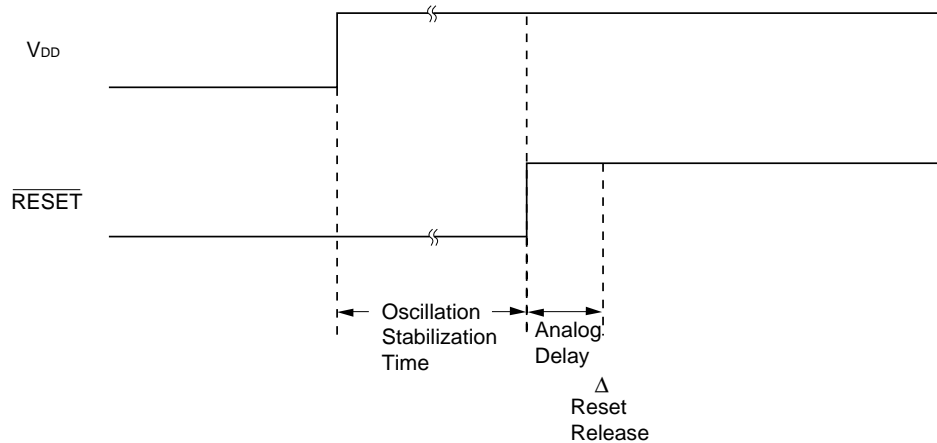 VDD
RESET
Oscillation
Stabilization
Time
Analog
Delay
Δ
Reset
Release